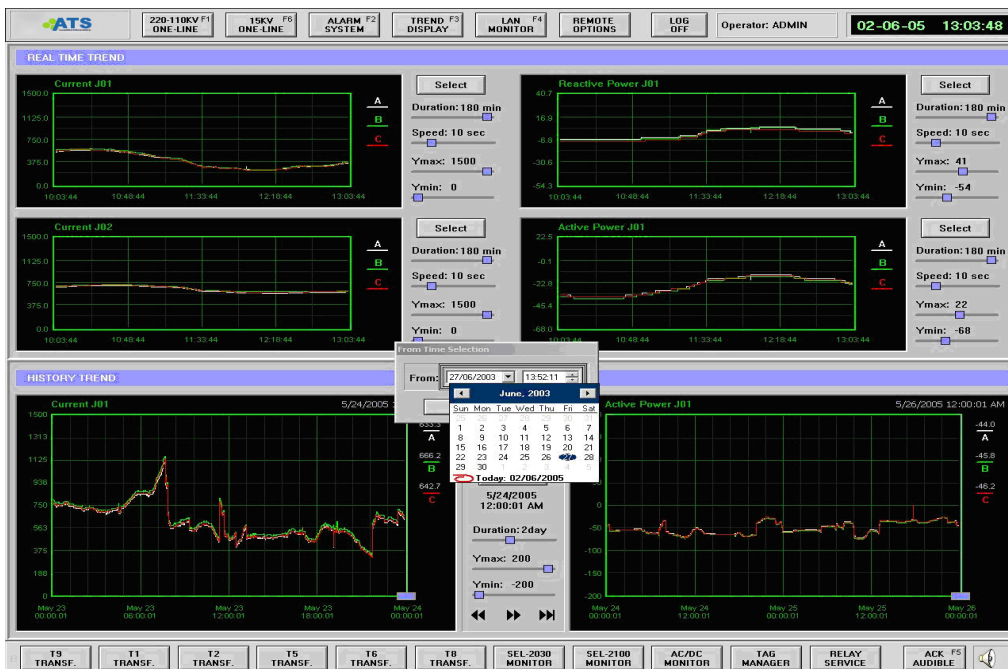 ATS
220-110KV F1 ONE-LINE
15KV F6 ONE-LINE
ALARM F2 SYSTEM
TREND F3 DISPLAY
LAN F4 MONITOR
REMOTE OPTIONS
LOG OFF
Operator: ADMIN
02-06-05 13:03:48
REAL TIME TREND
Current J01
1500.0
1125.0
750.0
375.0
0.0
10:03:44 10:48:44 11:33:44 12:18:44 13:03:44
A
B
C
Select
Duration: 180 min
Speed: 10 sec
Ymax: 1500
Ymin: 0
Reactive Power J01
40.7
16.9
-6.8
-30.6
-54.3
10:03:44 10:48:44 11:33:44 12:18:44 13:03:44
A
B
C
Select
Duration: 180 min
Speed: 10 sec
Ymax: 41
Ymin: -54
Current J02
1500.0
1125.0
750.0
375.0
0.0
10:03:44 10:48:44 11:33:44 12:18:44 13:03:44
A
B
C
Select
Duration: 180 min
Speed: 10 sec
Ymax: 1500
Ymin: 0
Active Power J01
22.5
-0.1
-22.8
-45.4
-68.0
10:03:44 10:48:44 11:33:44 12:18:44 13:03:44
A
B
C
Select
Duration: 180 min
Speed: 10 sec
Ymax: 22
Ymin: -68
From Time Selection
From: 27/06/2003 13:52:11
June, 2003
Sun Mon Tue Wed Thu Fri Sat
25 26 27 28 29 30 31
1 2 3 4 5 6 7
8 9 10 11 12 13 14
15 16 17 18 19 20 21
22 23 24 25 26 27 28
29 30 1 2 3 4 5
Today: 02/06/2005
HISTORY TREND
Current J01
5/24/2005
1500
1313
1125
938
750
563
375
188
0
May 23 00:00:01
May 23 06:00:01
May 23 12:00:01
May 23 18:00:01
May 24 00:00:01
633.3
A
666.2
B
642.7
C
5/24/2005
12:00:01 AM
Duration: 2day
Ymax: 200
Ymin: -200
Active Power J01
5/26/2005 12:00:01 AM
0
-50
-100
-150
May 24 00:00:01
May 24 12:00:01
May 25 00:00:01
May 25 12:00:01
May 26 00:00:01
-44.0
A
-45.8
B
-46.2
C
T9 TRANSF.
T1 TRANSF.
T2 TRANSF.
T5 TRANSF.
T6 TRANSF.
T8 TRANSF.
SEL-2030 MONITOR
SEL-2100 MONITOR
AC/DC MONITOR
TAG MANAGER
RELAY SERVICE
ACK F5 AUDIBLE